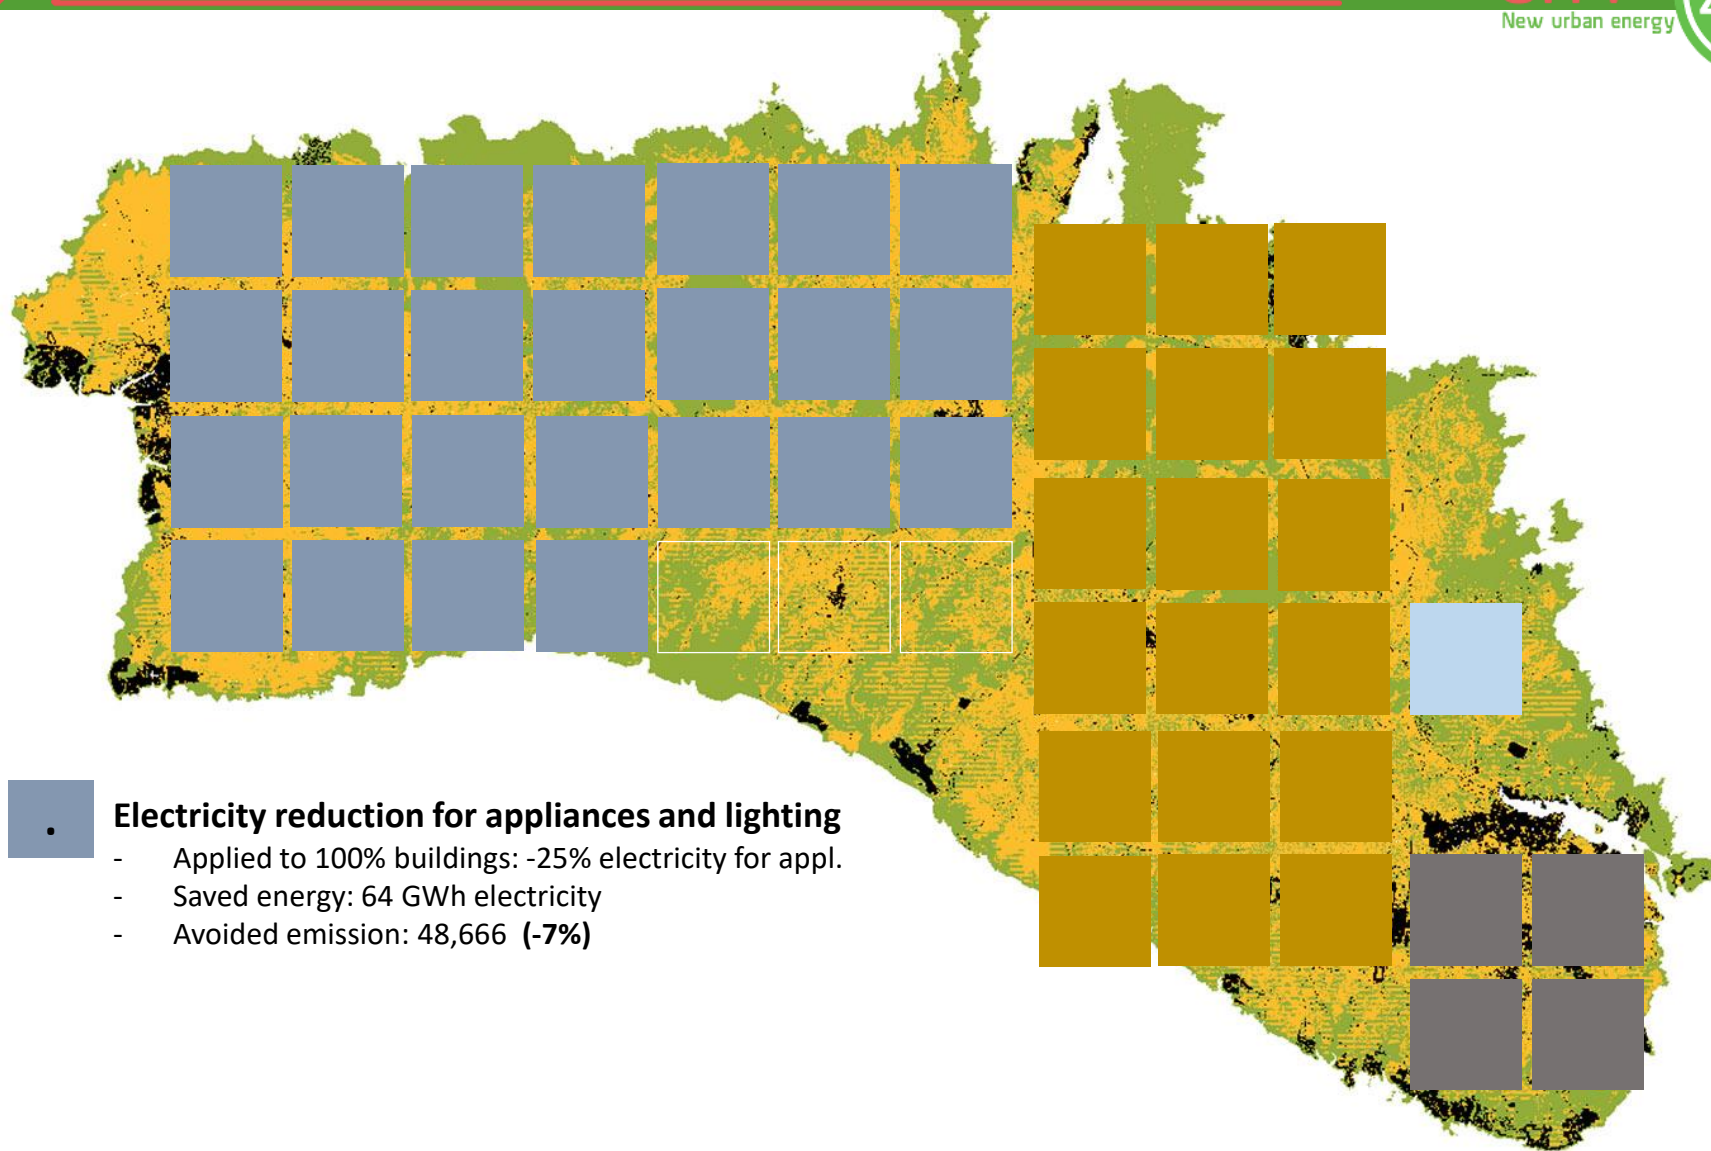 New urban energy
. Electricity reduction for appliances and lighting
- Applied to 100% buildings: -25% electricity for appl.
- Saved energy: 64 GWh electricity
- Avoided emission: 48,666 (-7%)